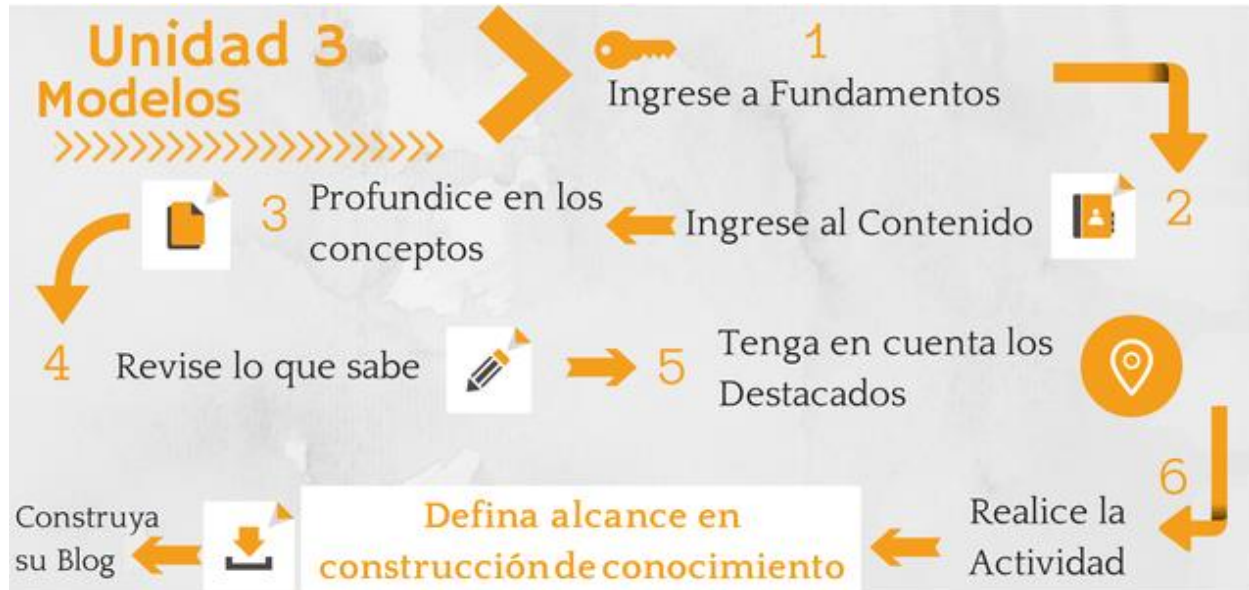 Unidad 3
Modelos
1
Ingrese a Fundamentos
2
Ingrese al Contenido
3
Profundice en los
conceptos
4
Revise lo que sabe
5
Tenga en cuenta los
Destacados
6
Realice la
Actividad
Defina alcance en
construcción de conocimiento
Construya
su Blog